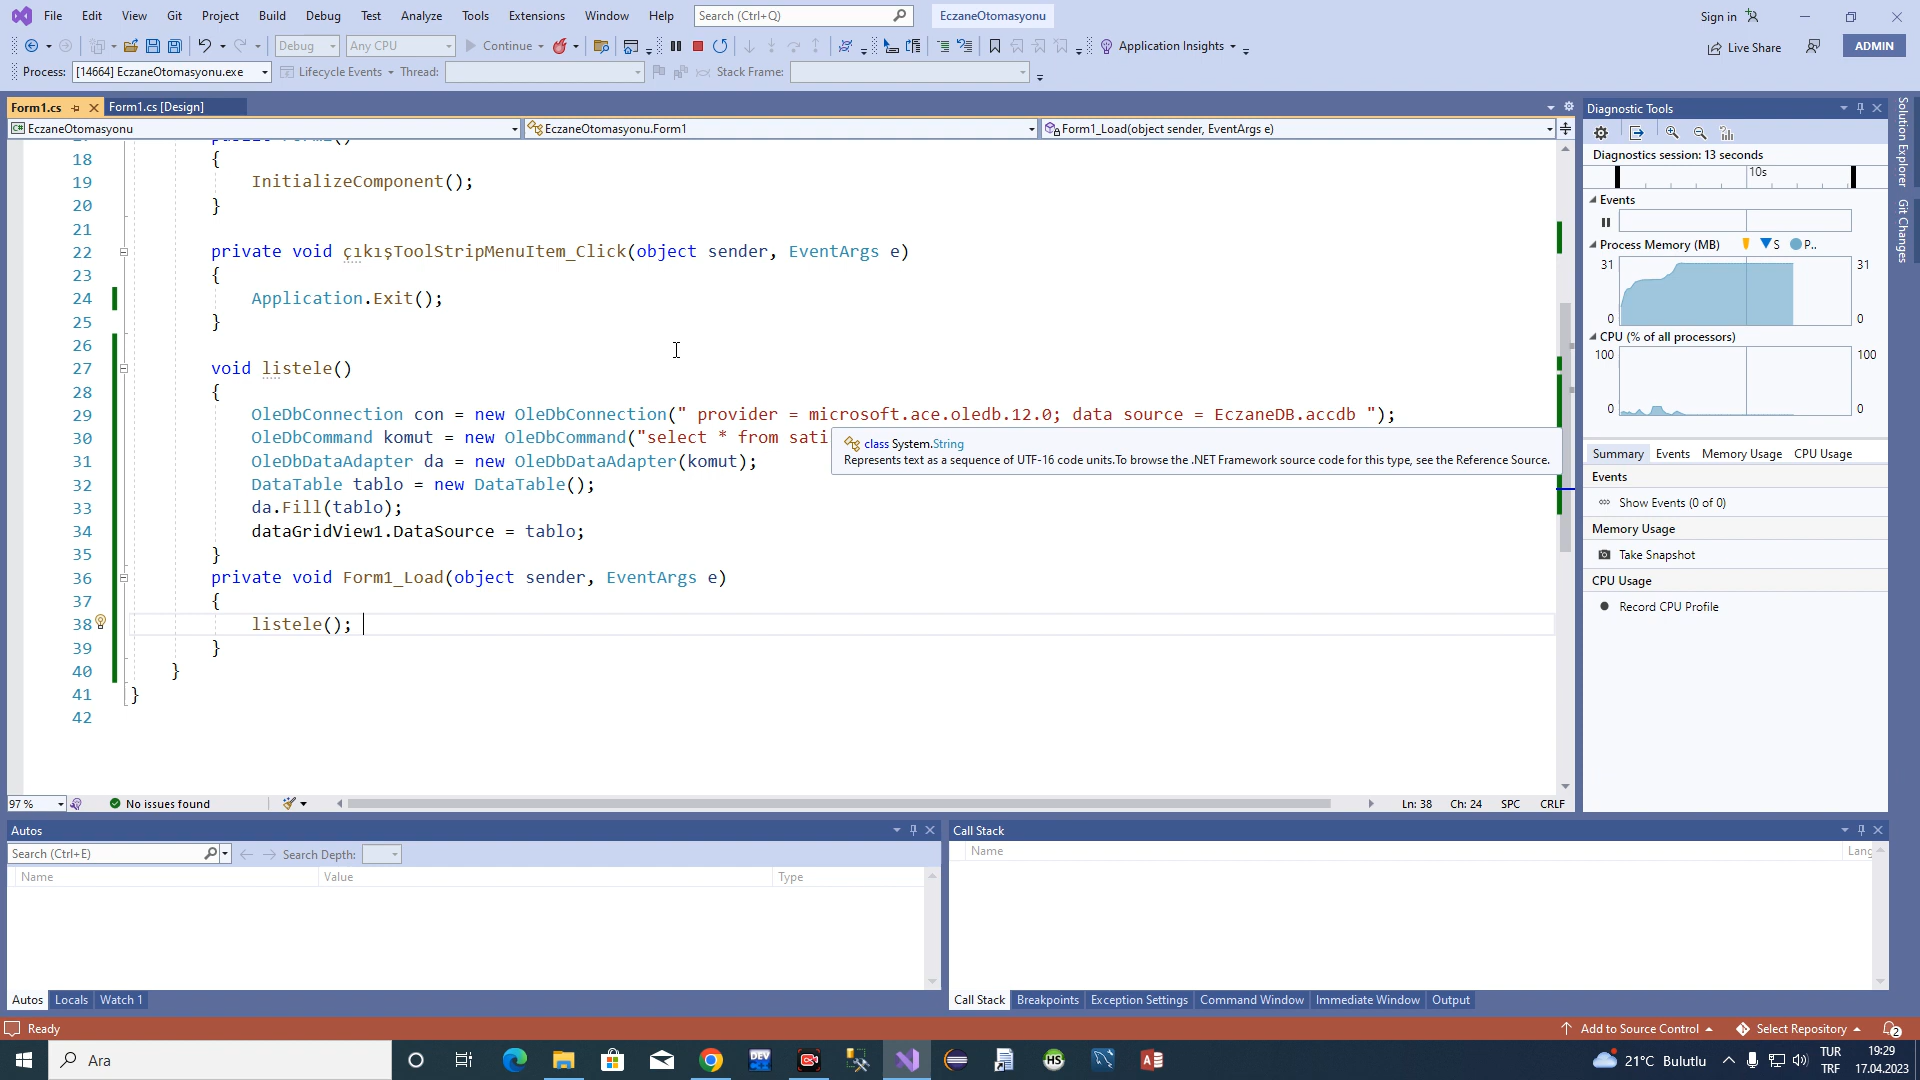 File Edit View Git Project Build Debug Test Analyze Tools Extensions Window Help Search (Ctrl+Q) EczaneOtomasyonu Sign in
Debug Any CPU Continue Application Insights Live Share ADMIN
Process: [14664] EczaneOtomasyonu.exe Lifecycle Events Thread: Stack Frame:
Form1.cs Form1.cs [Design]
EczaneOtomasyonu EczaneOtomasyonu.Form1 Form1_Load(object sender, EventArgs e)
18 {
19 InitializeComponent();
20 }
21
22 private void çıkışToolStripMenuItem_Click(object sender, EventArgs e)
23 {
24 Application.Exit();
25 }
26
27 void listele()
28 {
29 OleDbConnection con = new OleDbConnection(" provider = microsoft.ace.oledb.12.0; data source = EczaneDB.accdb ");
30 OleDbCommand komut = new OleDbCommand("select * from sati
class System.String
Represents text as a sequence of UTF-16 code units.To browse the .NET Framework source code for this type, see the Reference Source.
31 OleDbDataAdapter da = new OleDbDataAdapter(komut);
32 DataTable tablo = new DataTable();
33 da.Fill(tablo);
34 dataGridView1.DataSource = tablo;
35 }
36 private void Form1_Load(object sender, EventArgs e)
37 {
38 listele();
39 }
40 }
41 }
42
97 % No issues found Ln: 38 Ch: 24 SPC CRLF
Diagnostic Tools
Diagnostics session: 13 seconds
10s
Events
Process Memory (MB) S P..
31 31
0 0
CPU (% of all processors)
100 100
0 0
Summary Events Memory Usage CPU Usage
Events
Show Events (0 of 0)
Memory Usage
Take Snapshot
CPU Usage
Record CPU Profile
Solution Explorer
Git Changes
Autos
Search (Ctrl+E) Search Depth:
Name Value Type
Autos Locals Watch 1
Call Stack
Name Lang
Call Stack Breakpoints Exception Settings Command Window Immediate Window Output
Ready Add to Source Control Select Repository 2
Ara
DEV
HS
21°C Bulutlu
TUR
TRF
19:29
17.04.2023